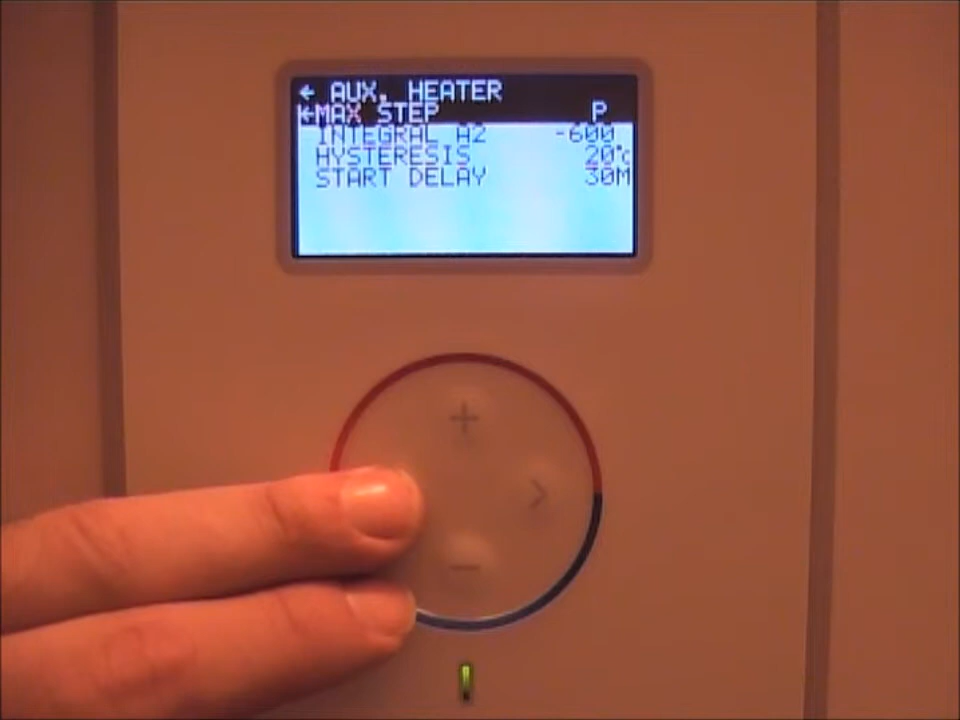 ← AUX. HEATER
←MAX STEP P
INTEGRAL A2 -600
HYSTERESIS 20°c
START DELAY 30M
+
>
−